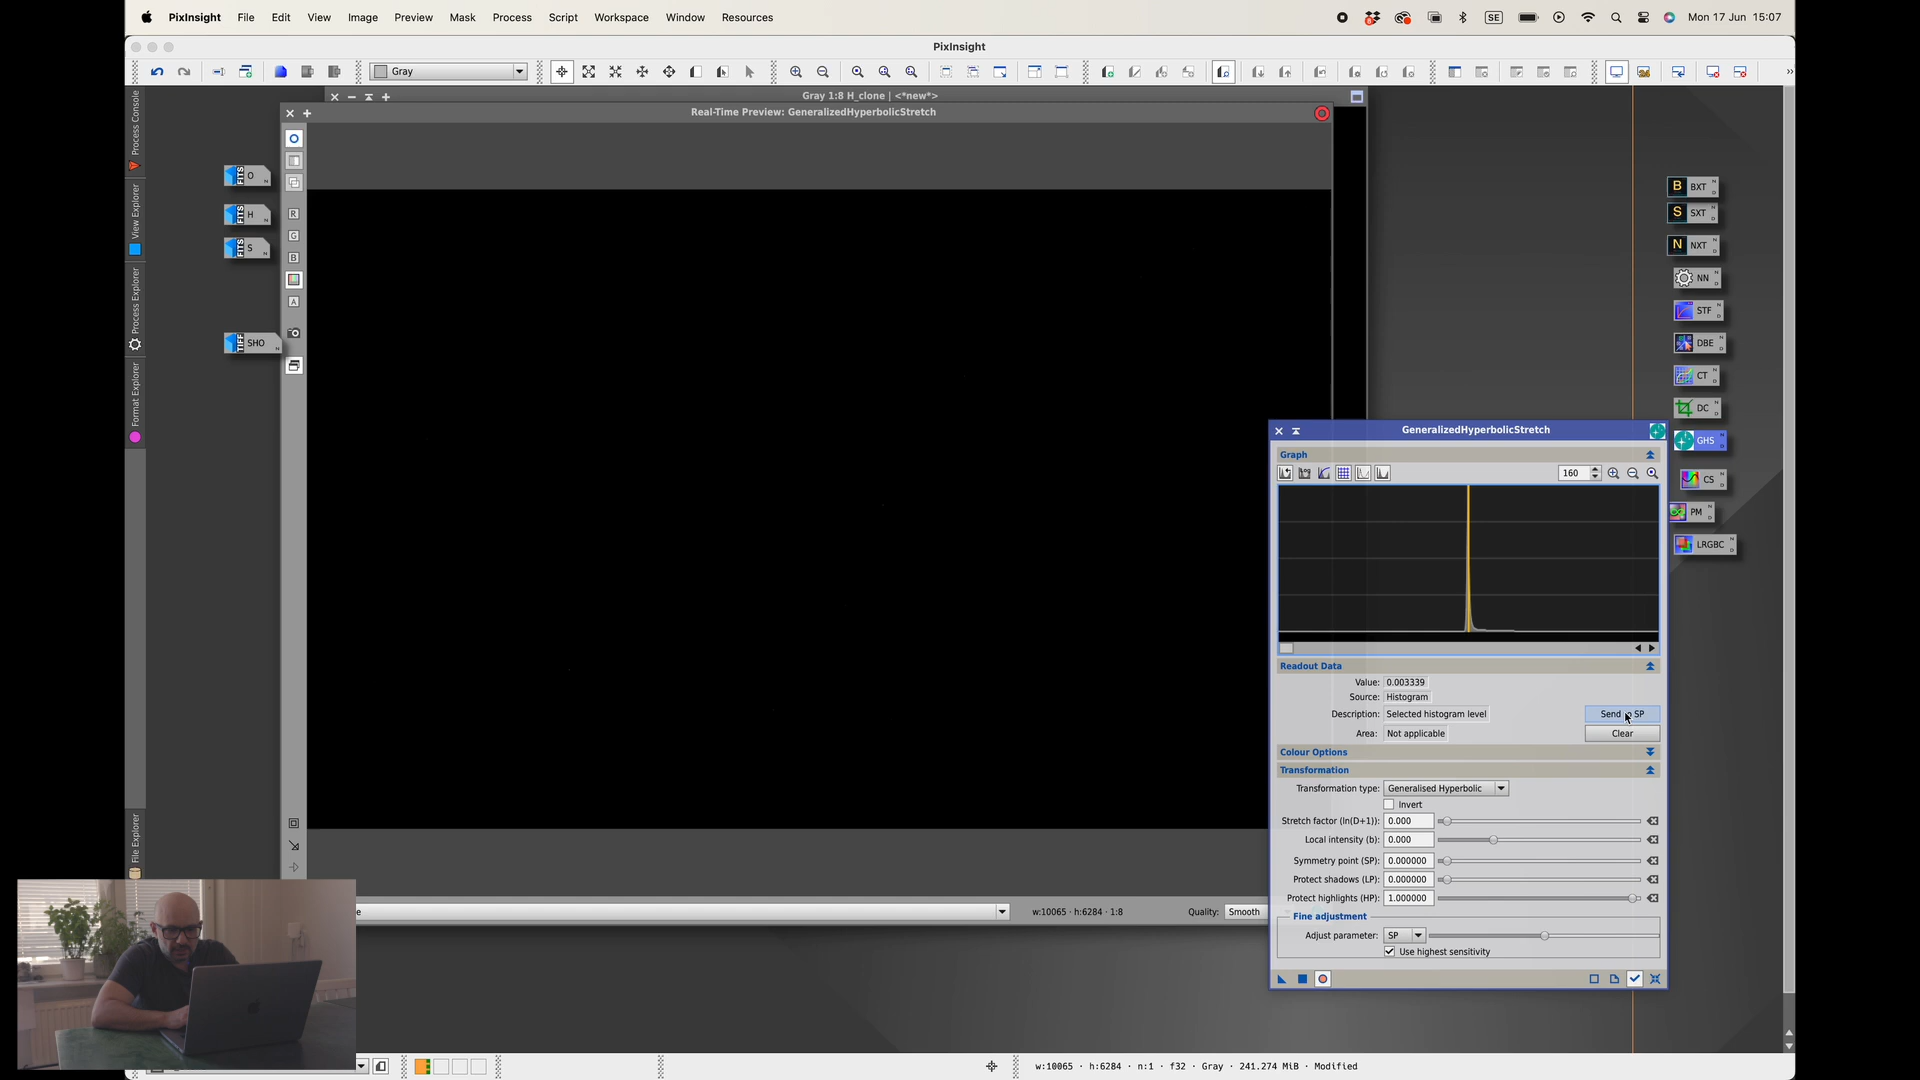 PixInsight File Edit View Image Preview Mask Process Script Workspace Window Resources
SE Mon 17 Jun 15:07
PixInsight
Gray
Gray 1:8 H_clone | <*new*>
Real-Time Preview: GeneralizedHyperbolicStretch
Process Console
View Explorer
Process Explorer
Format Explorer
File Explorer
FITS O
FITS H
FITS S
TIFF SHO
R
G
B
A
B BXT
S SXT
N NXT
NN
STF
DBE
CT
DC
GHS
CS
PM
LRGBC
GeneralizedHyperbolicStretch
Graph
160
Readout Data
Value: 0.003339
Source: Histogram
Description: Selected histogram level
Area: Not applicable Clear
Colour Options
Transformation
Transformation type: Generalised Hyperbolic
Invert
Stretch factor (ln(D+1)): 0.000
Local intensity (b): 0.000
Symmetry point (SP): 0.000000
Protect shadows (LP): 0.000000
Protect highlights (HP): 1.000000
Fine adjustment
Adjust parameter: SP
Use highest sensitivity
w:10065 · h:6284 · 1:8 Quality: Smooth
w:10065 · h:6284 · n:1 · f32 · Gray · 241.274 MiB · Modified